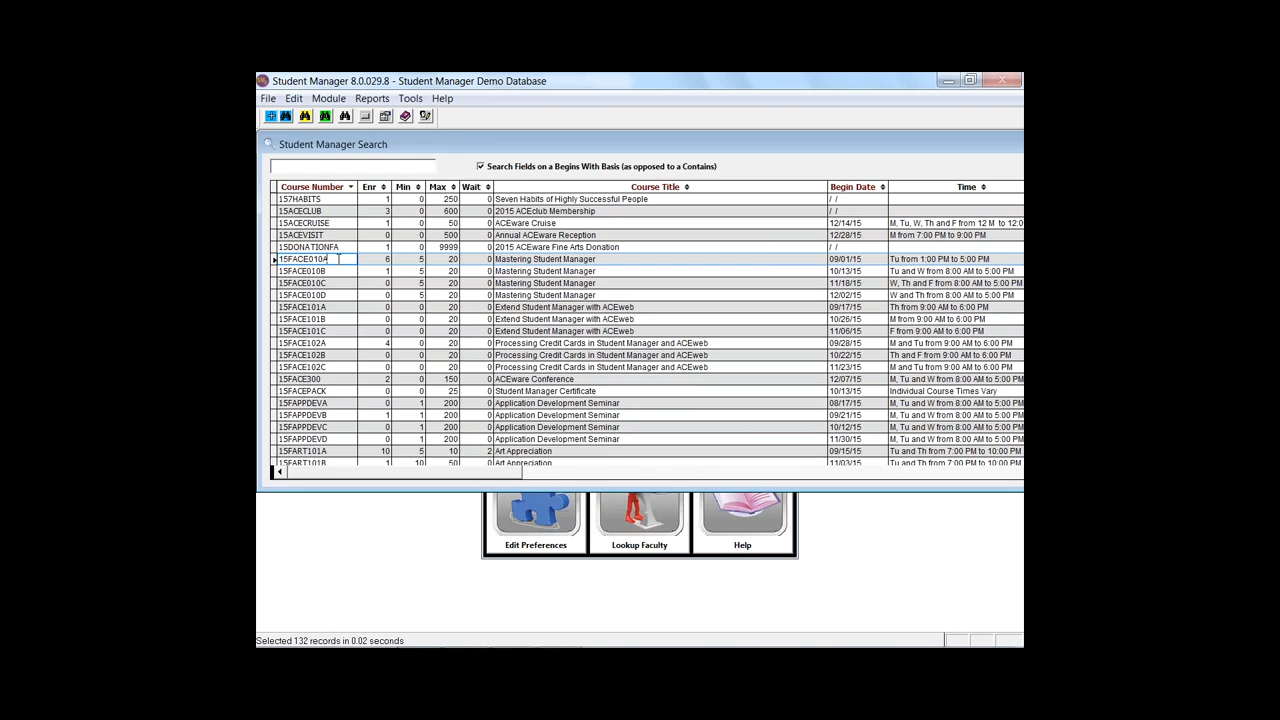 Student Manager 8.0.029.8 - Student Manager Demo Database
File Edit Module Reports Tools Help
Student Manager Search
Search Fields on a Begins With Basis (as opposed to a Contains)
Course Number Enr Min Max Wait Course Title Begin Date Time
157HABITS 1 0 250 0 Seven Habits of Highly Successful People / /
15ACECLUB 3 0 600 0 2015 ACEclub Membership / /
15ACECRUISE 1 0 50 0 ACEware Cruise 12/14/15 M, Tu, W, Th and F from 12 M to 12:0
15ACEVISIT 0 0 500 0 Annual ACEware Reception 12/28/15 M from 7:00 PM to 9:00 PM
15DONATIONFA 1 0 9999 0 2015 ACEware Fine Arts Donation / /
15FACE010A 6 5 20 0 Mastering Student Manager 09/01/15 Tu from 1:00 PM to 5:00 PM
15FACE010B 1 5 20 0 Mastering Student Manager 10/13/15 Tu and W from 8:00 AM to 5:00 PM
15FACE010C 0 5 20 0 Mastering Student Manager 11/18/15 W, Th and F from 8:00 AM to 5:00 PM
15FACE010D 0 5 20 0 Mastering Student Manager 12/02/15 W and Th from 8:00 AM to 5:00 PM
15FACE101A 0 0 20 0 Extend Student Manager with ACEweb 09/17/15 Th from 9:00 AM to 6:00 PM
15FACE101B 0 0 20 0 Extend Student Manager with ACEweb 10/26/15 M from 9:00 AM to 6:00 PM
15FACE101C 0 0 20 0 Extend Student Manager with ACEweb 11/06/15 F from 9:00 AM to 6:00 PM
15FACE102A 4 0 20 0 Processing Credit Cards in Student Manager and ACEweb 09/28/15 M and Tu from 9:00 AM to 6:00 PM
15FACE102B 0 0 20 0 Processing Credit Cards in Student Manager and ACEweb 10/22/15 Th and F from 9:00 AM to 6:00 PM
15FACE102C 0 0 20 0 Processing Credit Cards in Student Manager and ACEweb 11/23/15 M and Tu from 9:00 AM to 6:00 PM
15FACE300 2 0 150 0 ACEware Conference 12/07/15 M, Tu and W from 8:00 AM to 5:00 PM
15FACEPACK 0 0 25 0 Student Manager Certificate Individual Course Times Vary
15FAPPDEVA 0 1 200 0 Application Development Seminar 08/17/15 M, Tu and W from 8:00 AM to 5:00 PM
15FAPPDEVB 1 1 200 0 Application Development Seminar 09/21/15 M, Tu and W from 8:00 AM to 5:00 PM
15FAPPDEVC 0 1 200 0 Application Development Seminar 10/12/15 M, Tu and W from 8:00 AM to 5:00 PM
15FAPPDEVD 0 1 200 0 Application Development Seminar 11/30/15 M, Tu and W from 8:00 AM to 5:00 PM
15FART101A 10 5 10 2 Art Appreciation 09/15/15 Tu and Th from 7:00 PM to 10:00 PM
15FART101B 1 10 50 0 Art Appreciation 11/03/15 Tu and Th from 7:00 PM to 10:00 PM
Edit Preferences Lookup Faculty Help
Selected 132 records in 0.02 seconds